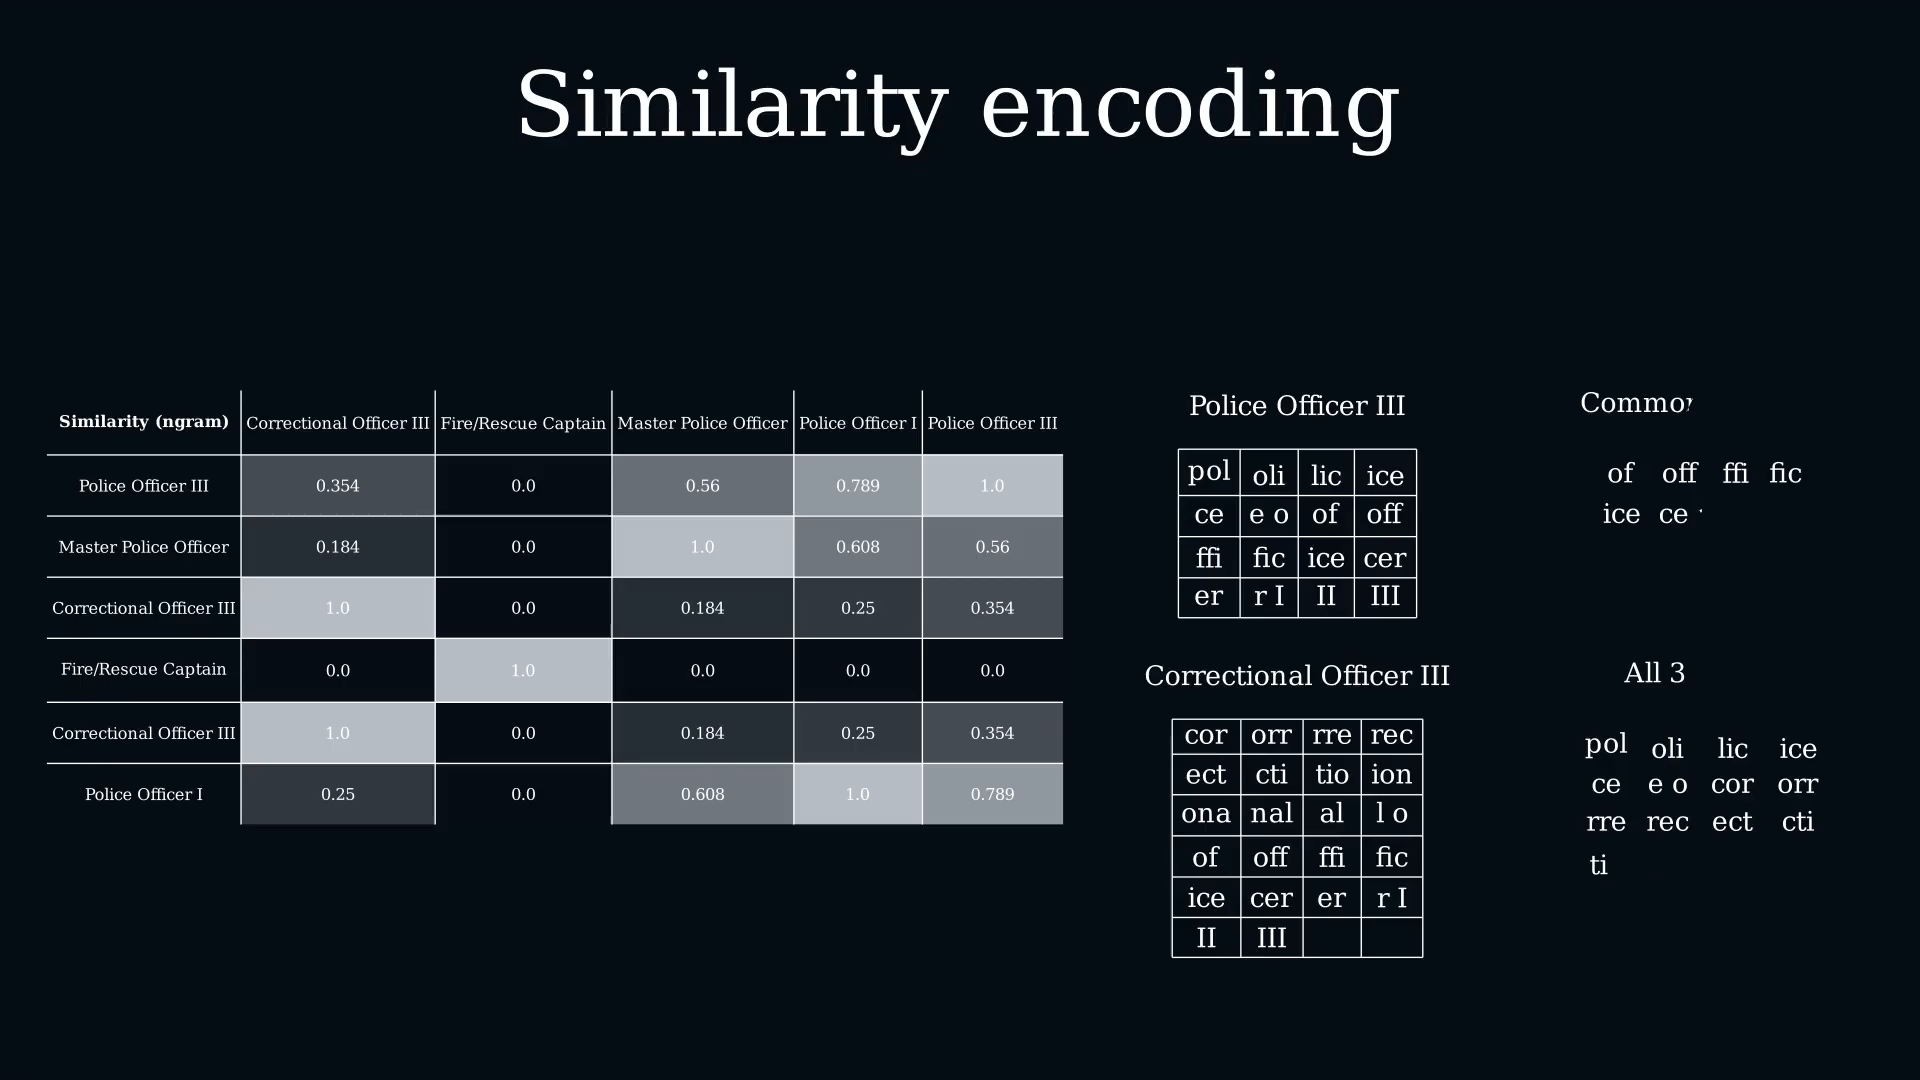 Similarity encoding
Similarity (ngram) Correctional Officer III Fire/Rescue Captain Master Police Officer Police Officer I Police Officer III
Police Officer III 0.354 0.0 0.56 0.789 1.0
Master Police Officer 0.184 0.0 1.0 0.608 0.56
Correctional Officer III 1.0 0.0 0.184 0.25 0.354
Fire/Rescue Captain 0.0 1.0 0.0 0.0 0.0
Correctional Officer III 1.0 0.0 0.184 0.25 0.354
Police Officer I 0.25 0.0 0.608 1.0 0.789
Police Officer III
pol oli lic ice
ce e o of off
ffi fic ice cer
er r I II III
Correctional Officer III
cor orr rre rec
ect cti tio ion
ona nal al l o
of off ffi fic
ice cer er r I
II III
Commo
of off ffi fic
ice ce
All 3
pol oli lic ice
ce e o cor orr
rre rec ect cti
ti